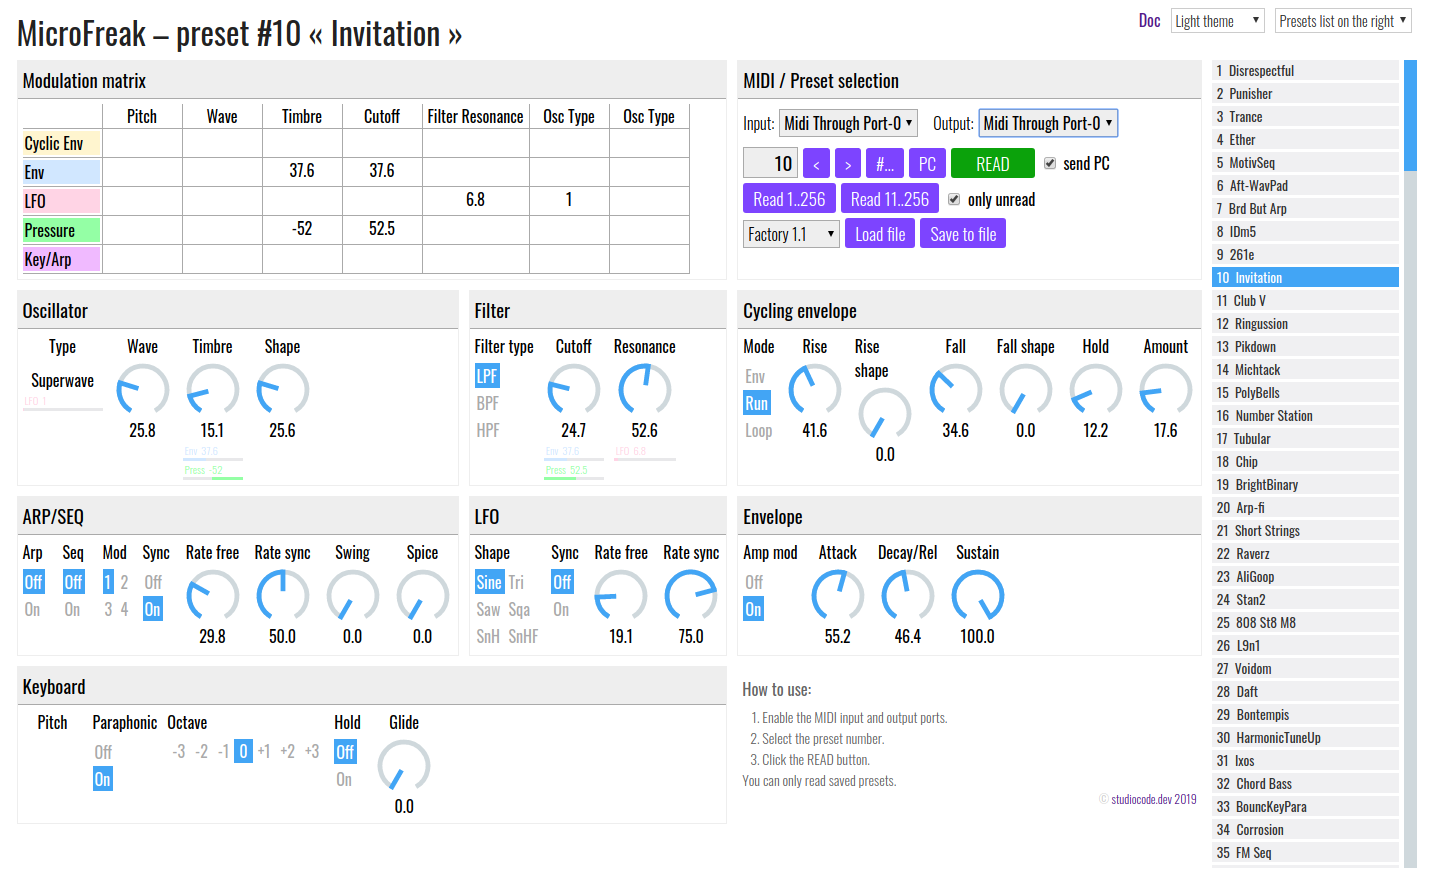 MicroFreak – preset #10 « Invitation »
Doc Light theme Presets list on the right
Modulation matrix
Pitch Wave Timbre Cutoff Filter Resonance Osc Type Osc Type
Cyclic Env
Env 37.6 37.6
LFO 6.8 1
Pressure -52 52.5
Key/Arp
MIDI / Preset selection
Input: Midi Through Port-0 Output: Midi Through Port-0
10 < > #... PC READ send PC
Read 1..256 Read 11..256 only unread
Factory 1.1 Load file Save to file
Oscillator
Type Wave Timbre Shape
Superwave
LFO 1
25.8 15.1 25.6
Env 37.6
Press -52
Filter
Filter type Cutoff Resonance
LPF
BPF
HPF 24.7 52.6
Env 37.6 LFO 6.8
Press 52.5
Cycling envelope
Mode Rise Rise shape Fall Fall shape Hold Amount
Env
Run
Loop 41.6 34.6 0.0 12.2 17.6
0.0
ARP/SEQ
Arp Seq Mod Sync Rate free Rate sync Swing Spice
Off Off 1 2 Off
On On 3 4 On
29.8 50.0 0.0 0.0
LFO
Shape Sync Rate free Rate sync
Sine Tri Off
Saw Sqa On
SnH SnHF 19.1 75.0
Envelope
Amp mod Attack Decay/Rel Sustain
Off
On
55.2 46.4 100.0
Keyboard
Pitch Paraphonic Octave Hold Glide
Off -3 -2 -1 0 +1 +2 +3 Off
On On
0.0
How to use:
1. Enable the MIDI input and output ports.
2. Select the preset number.
3. Click the READ button.
You can only read saved presets.
© studiocode.dev 2019
1 Disrespectful
2 Punisher
3 Trance
4 Ether
5 MotivSeq
6 Aft-WavPad
7 Brd But Arp
8 IDm5
9 261e
10 Invitation
11 Club V
12 Ringussion
13 Pikdown
14 Michtack
15 PolyBells
16 Number Station
17 Tubular
18 Chip
19 BrightBinary
20 Arp-fi
21 Short Strings
22 Raverz
23 AliGoop
24 Stan2
25 808 St8 M8
26 L9n1
27 Voidom
28 Daft
29 Bontempis
30 HarmonicTuneUp
31 Ixos
32 Chord Bass
33 BouncKeyPara
34 Corrosion
35 FM Seq